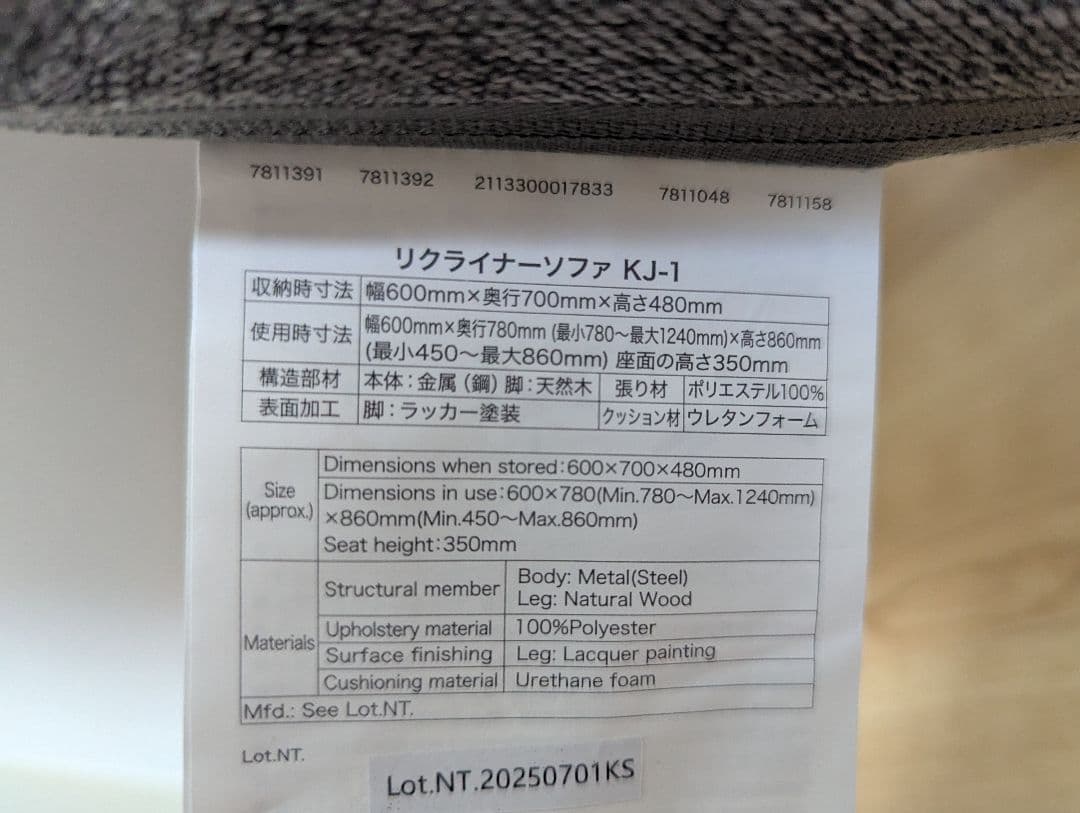 7811391 7811392 2113300017833 7811048 7811158
リクライナーソファ KJ-1
収納時寸法 幅600mm×奥行700mm×高さ480mm
使用時寸法 幅600mm×奥行780mm (最小780～最大1240mm)×高さ860mm
(最小450～最大860mm) 座面の高さ350mm
構造部材 本体：金属（鋼）脚：天然木 張り材 ポリエステル100%
表面加工 脚：ラッカー塗装 クッション材 ウレタンフォーム
Size
(approx.)
Dimensions when stored:600×700×480mm
Dimensions in use:600×780(Min.780～Max.1240mm)
×860mm(Min.450～Max.860mm)
Seat height:350mm
Materials
Structural member
Body: Metal(Steel)
Leg: Natural Wood
Upholstery material 100%Polyester
Surface finishing Leg: Lacquer painting
Cushioning material Urethane foam
Mfd.: See Lot.NT.
Lot.NT.
Lot.NT.20250701KS